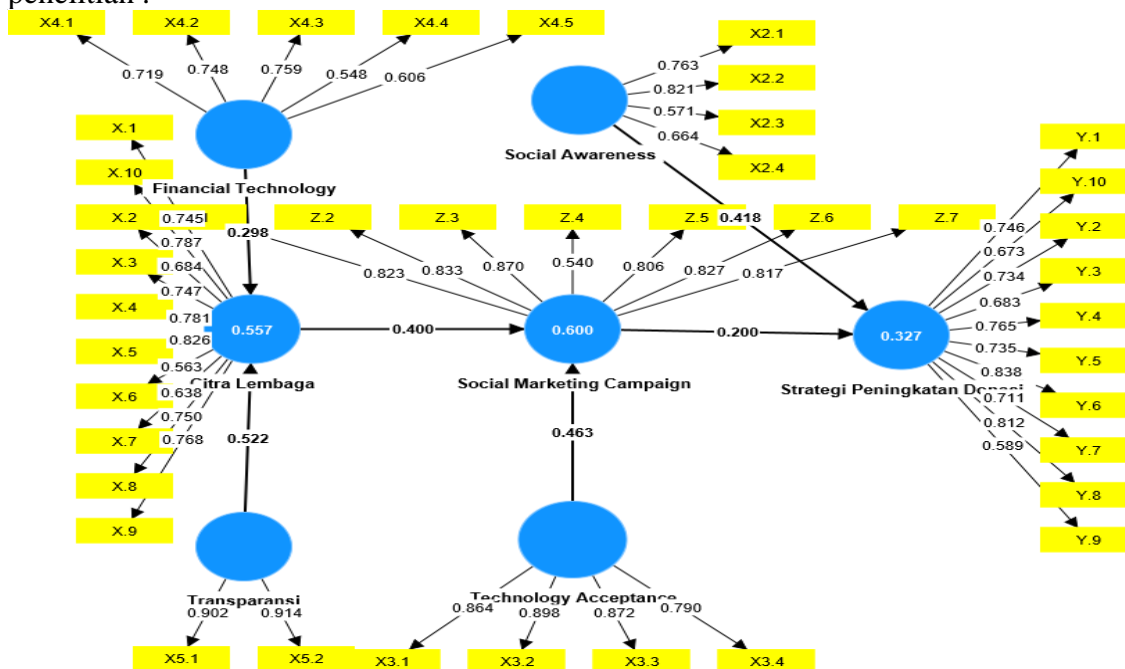 penelitian :
X4.1 X4.2 X4.3 X4.4 X4.5
0.719 0.748 0.759 0.548 0.606
Financial Technology
X2.1
X2.2
X2.3
X2.4
0.763
0.821
0.571
0.664
Social Awareness
X.1
X.10
X.2
X.3
X.4
X.5
X.6
X.7
X.8
X.9
0.745
0.787
0.684
0.747
0.781
0.826
0.563
0.638
0.750
0.768
0.298
0.557
Citra Lembaga
0.522
0.400
Z.2 Z.3 Z.4 Z.5 Z.6 Z.7
0.823 0.833 0.870 0.540 0.806 0.827 0.817
0.600
Social Marketing Campaign
0.418
0.200
0.463
0.327
Strategi Peningkatan Donasi
Y.1
Y.10
Y.2
Y.3
Y.4
Y.5
Y.6
Y.7
Y.8
Y.9
0.746
0.673
0.734
0.683
0.765
0.735
0.838
0.711
0.812
0.589
Transparansi
0.902 0.914
X5.1 X5.2
Technology Acceptance
0.864 0.898 0.872 0.790
X3.1 X3.2 X3.3 X3.4